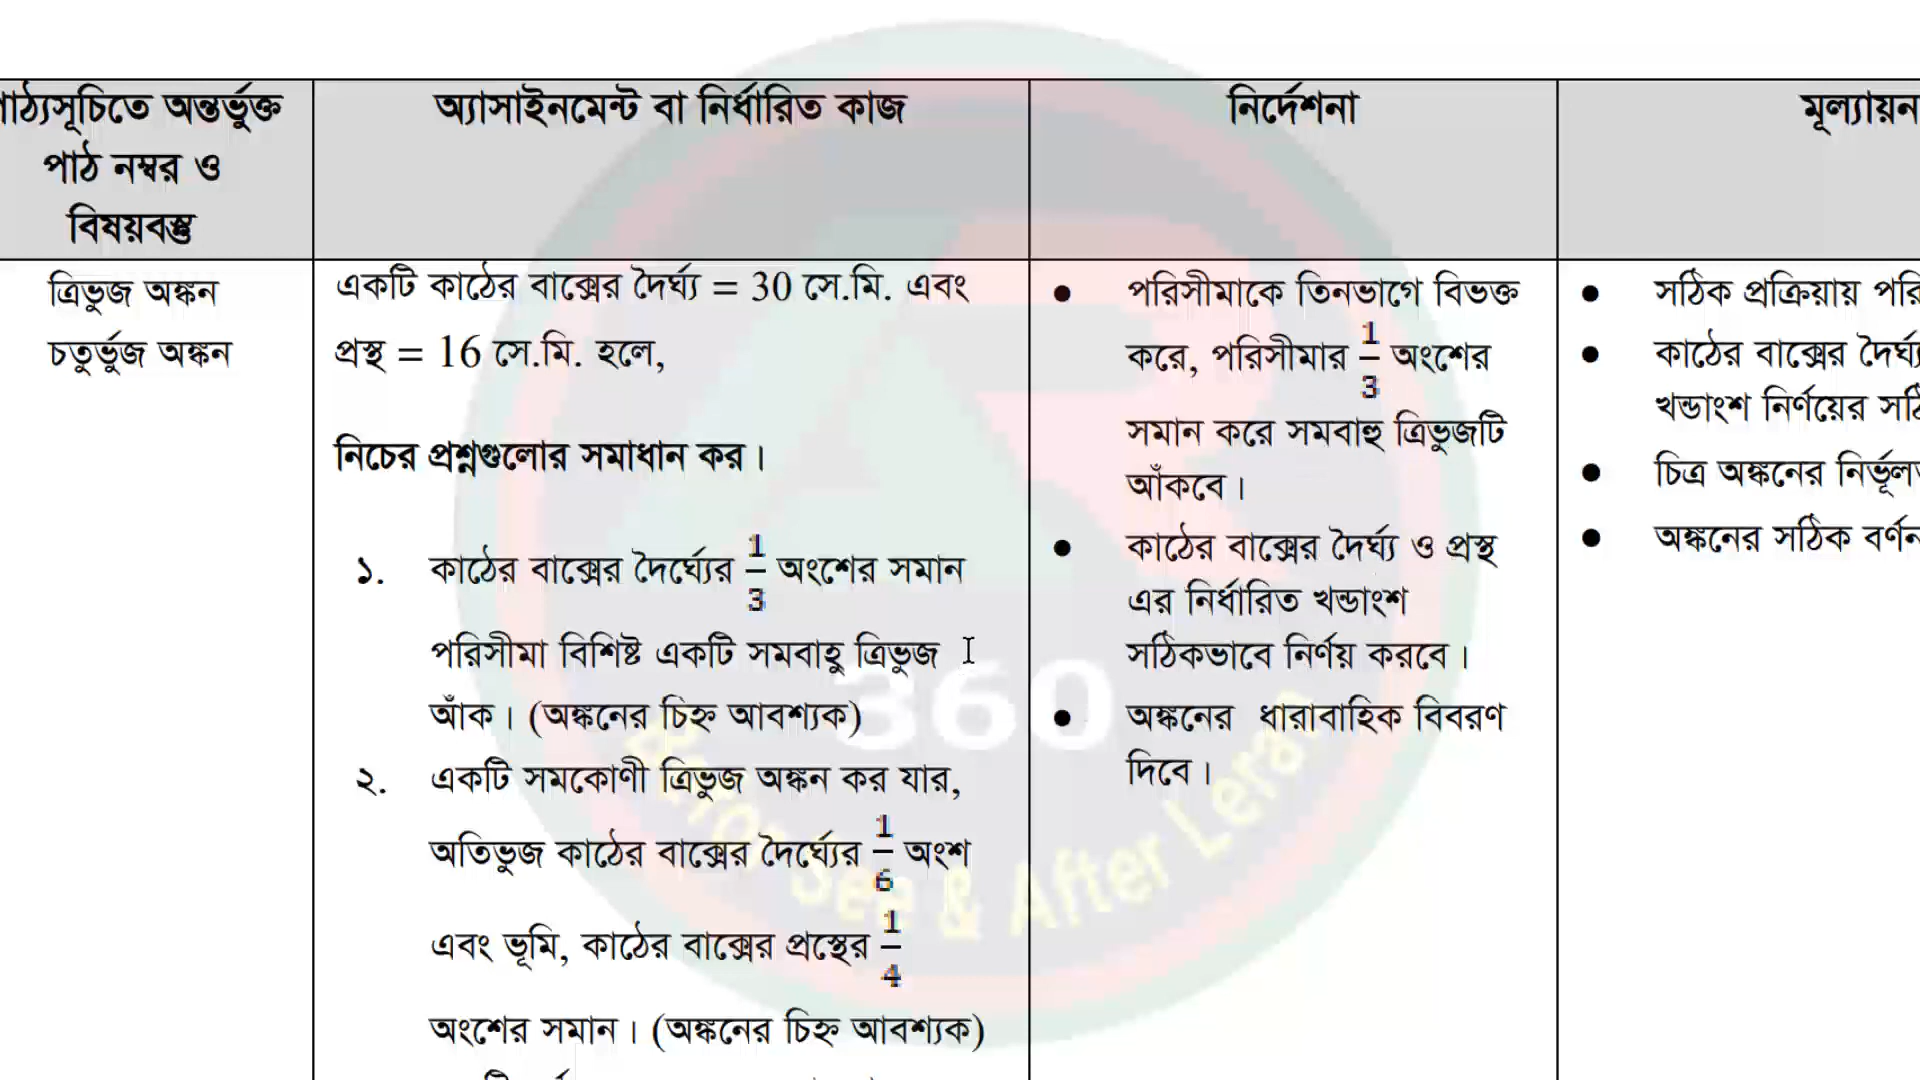 পাঠ্যসূচিতে অন্তর্ভুক্ত
পাঠ নম্বর ও
বিষয়বস্তু
অ্যাসাইনমেন্ট বা নির্ধারিত কাজ
নির্দেশনা
মূল্যায়ন
ত্রিভুজ অঙ্কন
চতুর্ভুজ অঙ্কন
একটি কাঠের বাক্সের দৈর্ঘ্য = 30 সে.মি. এবং
প্রস্থ = 16 সে.মি. হলে,
নিচের প্রশ্নগুলোর সমাধান কর।
১. কাঠের বাক্সের দৈর্ঘ্যের 1/3 অংশের সমান
পরিসীমা বিশিষ্ট একটি সমবাহু ত্রিভুজ
আঁক। (অঙ্কনের চিহ্ন আবশ্যক)
২. একটি সমকোণী ত্রিভুজ অঙ্কন কর যার,
অতিভুজ কাঠের বাক্সের দৈর্ঘ্যের 1/6 অংশ
এবং ভূমি, কাঠের বাক্সের প্রস্থের 1/4
অংশের সমান। (অঙ্কনের চিহ্ন আবশ্যক)
● পরিসীমাকে তিনভাগে বিভক্ত
করে, পরিসীমার 1/3 অংশের
সমান করে সমবাহু ত্রিভুজটি
আঁকবে।
● কাঠের বাক্সের দৈর্ঘ্য ও প্রস্থ
এর নির্ধারিত খন্ডাংশ
সঠিকভাবে নির্ণয় করবে।
● অঙ্কনের ধারাবাহিক বিবরণ
দিবে।
● সঠিক প্রক্রিয়ায়
● কাঠের বাক্সের দৈর্ঘ্য
খন্ডাংশ নির্ণয়ের
● চিত্র অঙ্কনের
● অঙ্কনের সঠিক
360
See & After Leran